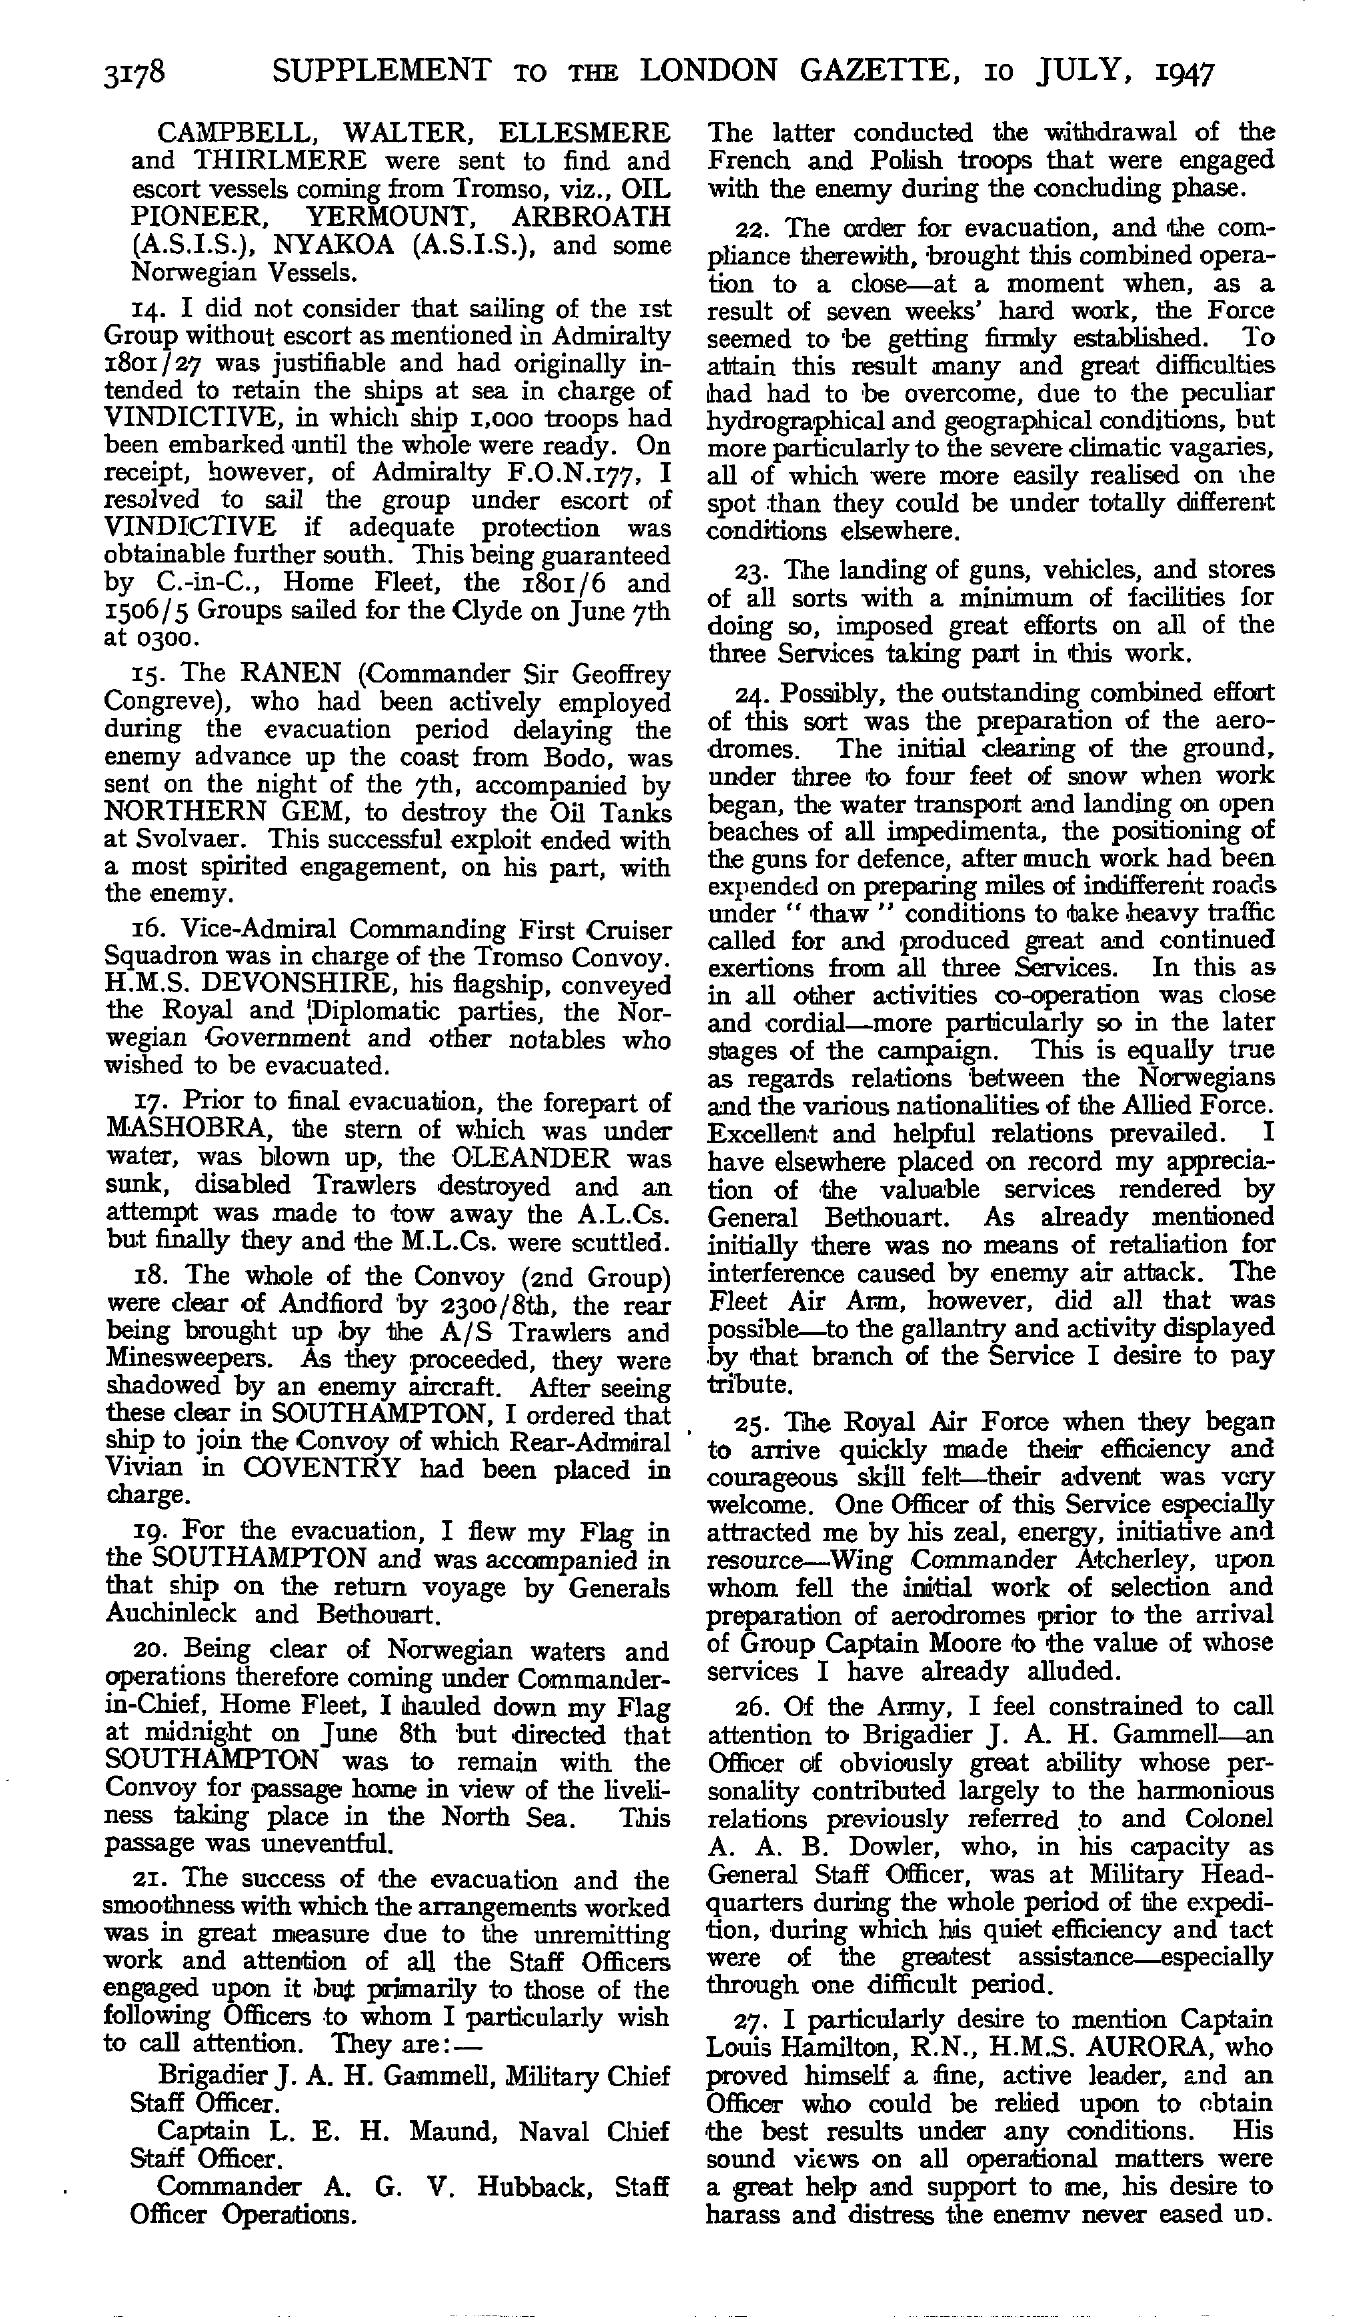 3178 SUPPLEMENT TO THE LONDON GAZETTE, 10 JULY, 1947
CAMPBELL, WALTER, ELLESMERE
and THIRLMERE were sent to find and
escort vessels coming from Tromso, viz., OIL
PIONEER, YERMOUNT, ARBROATH
(A.S.I.S.), NYAKOA (A.S.I.S.), and some
Norwegian Vessels.
14. I did not consider that sailing of the 1st
Group without escort as mentioned in Admiralty
1801/27 was justifiable and had originally in-
tended to retain the ships at sea in charge of
VINDICTIVE, in which ship 1,000 troops had
been embarked until the whole were ready. On
receipt, however, of Admiralty F.O.N.177, I
resolved to sail the group under escort of
VINDICTIVE if adequate protection was
obtainable further south. This being guaranteed
by C.-in-C., Home Fleet, the 1801/6 and
1506/5 Groups sailed for the Clyde on June 7th
at 0300.
15. The RANEN (Commander Sir Geoffrey
Congreve), who had been actively employed
during the evacuation period delaying the
enemy advance up the coast from Bodo, was
sent on the night of the 7th, accompanied by
NORTHERN GEM, to destroy the Oil Tanks
at Svolvaer. This successful exploit ended with
a most spirited engagement, on his part, with
the enemy.
16. Vice-Admiral Commanding First Cruiser
Squadron was in charge of the Tromso Convoy.
H.M.S. DEVONSHIRE, his flagship, conveyed
the Royal and Diplomatic parties, the Nor-
wegian Government and other notables who
wished to be evacuated.
17. Prior to final evacuation, the forepart of
MASHOBRA, the stern of which was under
water, was blown up, the OLEANDER was
sunk, disabled Trawlers destroyed and an
attempt was made to tow away the A.L.Cs.
but finally they and the M.L.Cs. were scuttled.
18. The whole of the Convoy (2nd Group)
were clear of Andfiord by 2300/8th, the rear
being brought up by the A/S Trawlers and
Minesweepers. As they proceeded, they were
shadowed by an enemy aircraft. After seeing
these clear in SOUTHAMPTON, I ordered that
ship to join the Convoy of which Rear-Admiral
Vivian in COVENTRY had been placed in
charge.
19. For the evacuation, I flew my Flag in
the SOUTHAMPTON and was accompanied in
that ship on the return voyage by Generals
Auchinleck and Bethouart.
20. Being clear of Norwegian waters and
operations therefore coming under Commander-
in-Chief, Home Fleet, I hauled down my Flag
at midnight on June 8th but directed that
SOUTHAMPTON was to remain with the
Convoy for passage home in view of the liveli-
ness taking place in the North Sea. This
passage was uneventful.
21. The success of the evacuation and the
smoothness with which the arrangements worked
was in great measure due to the unremitting
work and attention of all the Staff Officers
engaged upon it but primarily to those of the
following Officers to whom I particularly wish
to call attention. They are:—
Brigadier J. A. H. Gammell, Military Chief
Staff Officer.
Captain L. E. H. Maund, Naval Chief
Staff Officer.
Commander A. G. V. Hubback, Staff
Officer Operations.
The latter conducted the withdrawal of the
French and Polish troops that were engaged
with the enemy during the concluding phase.
22. The order for evacuation, and the com-
pliance therewith, brought this combined opera-
tion to a close—at a moment when, as a
result of seven weeks' hard work, the Force
seemed to be getting firmly established. To
attain this result many and great difficulties
had had to be overcome, due to the peculiar
hydrographical and geographical conditions, but
more particularly to the severe climatic vagaries,
all of which were more easily realised on the
spot than they could be under totally different
conditions elsewhere.
23. The landing of guns, vehicles, and stores
of all sorts with a minimum of facilities for
doing so, imposed great efforts on all of the
three Services taking part in this work.
24. Possibly, the outstanding combined effort
of this sort was the preparation of the aero-
dromes. The initial clearing of the ground,
under three to four feet of snow when work
began, the water transport and landing on open
beaches of all impedimenta, the positioning of
the guns for defence, after much work had been
expended on preparing miles of indifferent roads
under " thaw " conditions to take heavy traffic
called for and produced great and continued
exertions from all three Services. In this as
in all other activities co-operation was close
and cordial—more particularly so in the later
stages of the campaign. This is equally true
as regards relations between the Norwegians
and the various nationalities of the Allied Force.
Excellent and helpful relations prevailed. I
have elsewhere placed on record my apprecia-
tion of the valuable services rendered by
General Bethouart. As already mentioned
initially there was no means of retaliation for
interference caused by enemy air attack. The
Fleet Air Arm, however, did all that was
possible—to the gallantry and activity displayed
by that branch of the Service I desire to pay
tribute.
25. The Royal Air Force when they began
to arrive quickly made their efficiency and
courageous skill felt—their advent was very
welcome. One Officer of this Service especially
attracted me by his zeal, energy, initiative and
resource—Wing Commander Atcherley, upon
whom fell the initial work of selection and
preparation of aerodromes prior to the arrival
of Group Captain Moore to the value of whose
services I have already alluded.
26. Of the Army, I feel constrained to call
attention to Brigadier J. A. H. Gammell—an
Officer of obviously great ability whose per-
sonality contributed largely to the harmonious
relations previously referred to and Colonel
A. A. B. Dowler, who, in his capacity as
General Staff Officer, was at Military Head-
quarters during the whole period of the expedi-
tion, during which his quiet efficiency and tact
were of the greatest assistance—especially
through one difficult period.
27. I particularly desire to mention Captain
Louis Hamilton, R.N., H.M.S. AURORA, who
proved himself a fine, active leader, and an
Officer who could be relied upon to obtain
the best results under any conditions. His
sound views on all operational matters were
a great help and support to me, his desire to
harass and distress the enemy never eased up.